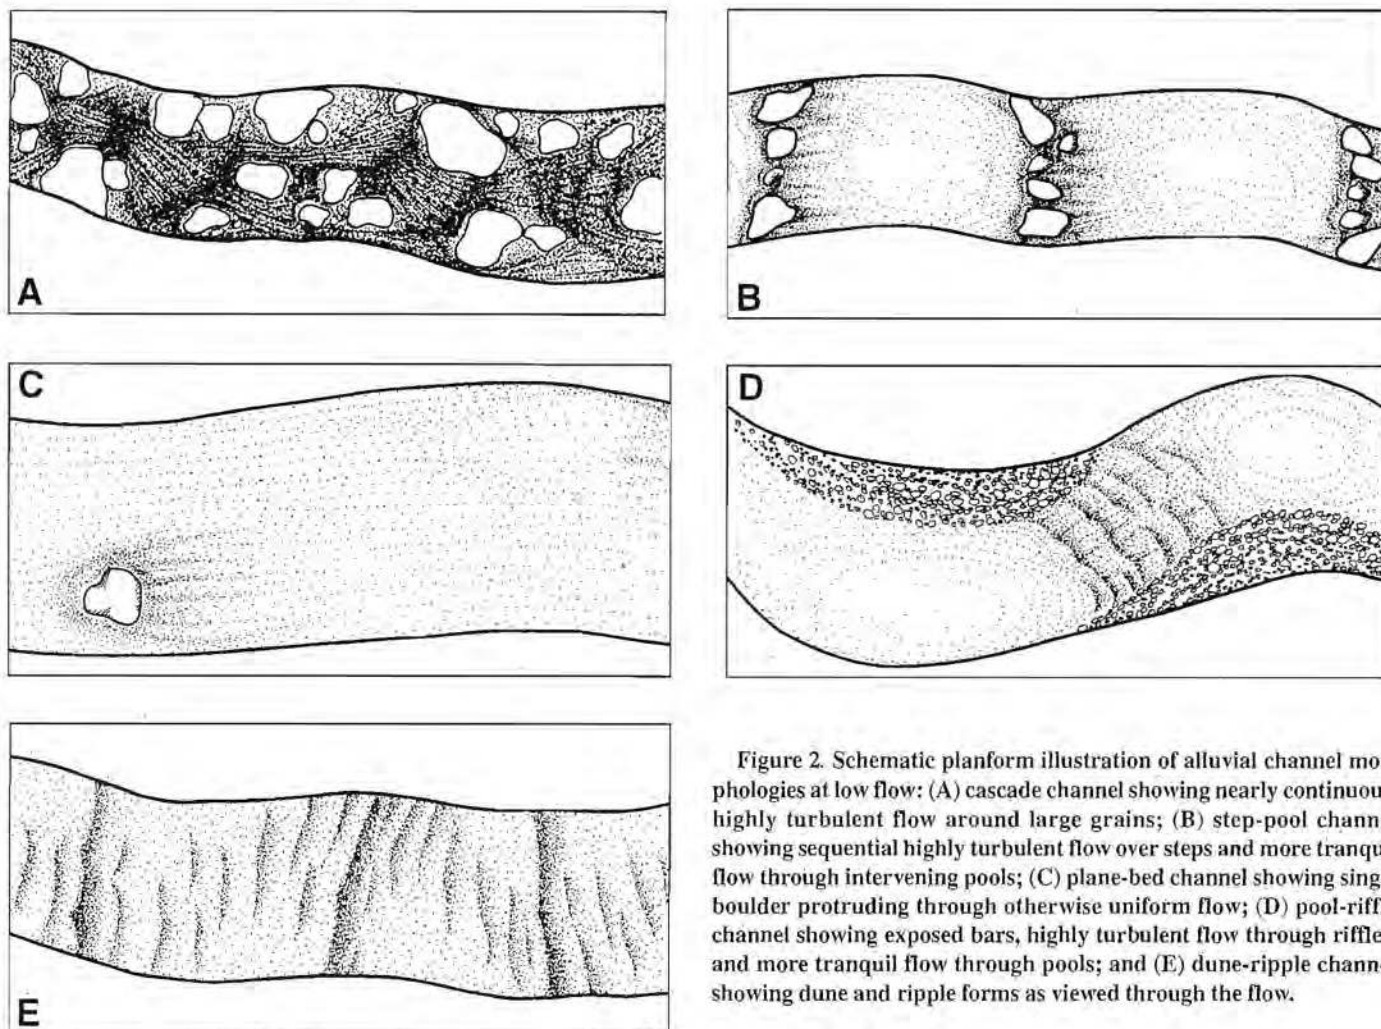 A
B
C
D
E
Figure 2. Schematic planform illustration of alluvial channel mo
phologies at low flow: (A) cascade channel showing nearly continuou
highly turbulent flow around large grains; (B) step-pool chann
showing sequential highly turbulent flow over steps and more tranqu
flow through intervening pools; (C) plane-bed channel showing sing
boulder protruding through otherwise uniform flow; (D) pool-riff
channel showing exposed bars, highly turbulent flow through riffle
and more tranquil flow through pools; and (E) dune-ripple chann
showing dune and ripple forms as viewed through the flow.